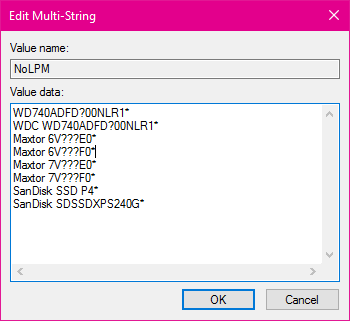 Edit Multi-String
Value name:
NoLPM
Value data:
WD740ADFD?00NLR1*
WDC WD740ADFD?00NLR1*
Maxtor 6V???E0*
Maxtor 6V???F0*
Maxtor 7V???E0*
Maxtor 7V???F0*
SanDisk SSD P4*
SanDisk SDSSDXPS240G*
OK
Cancel